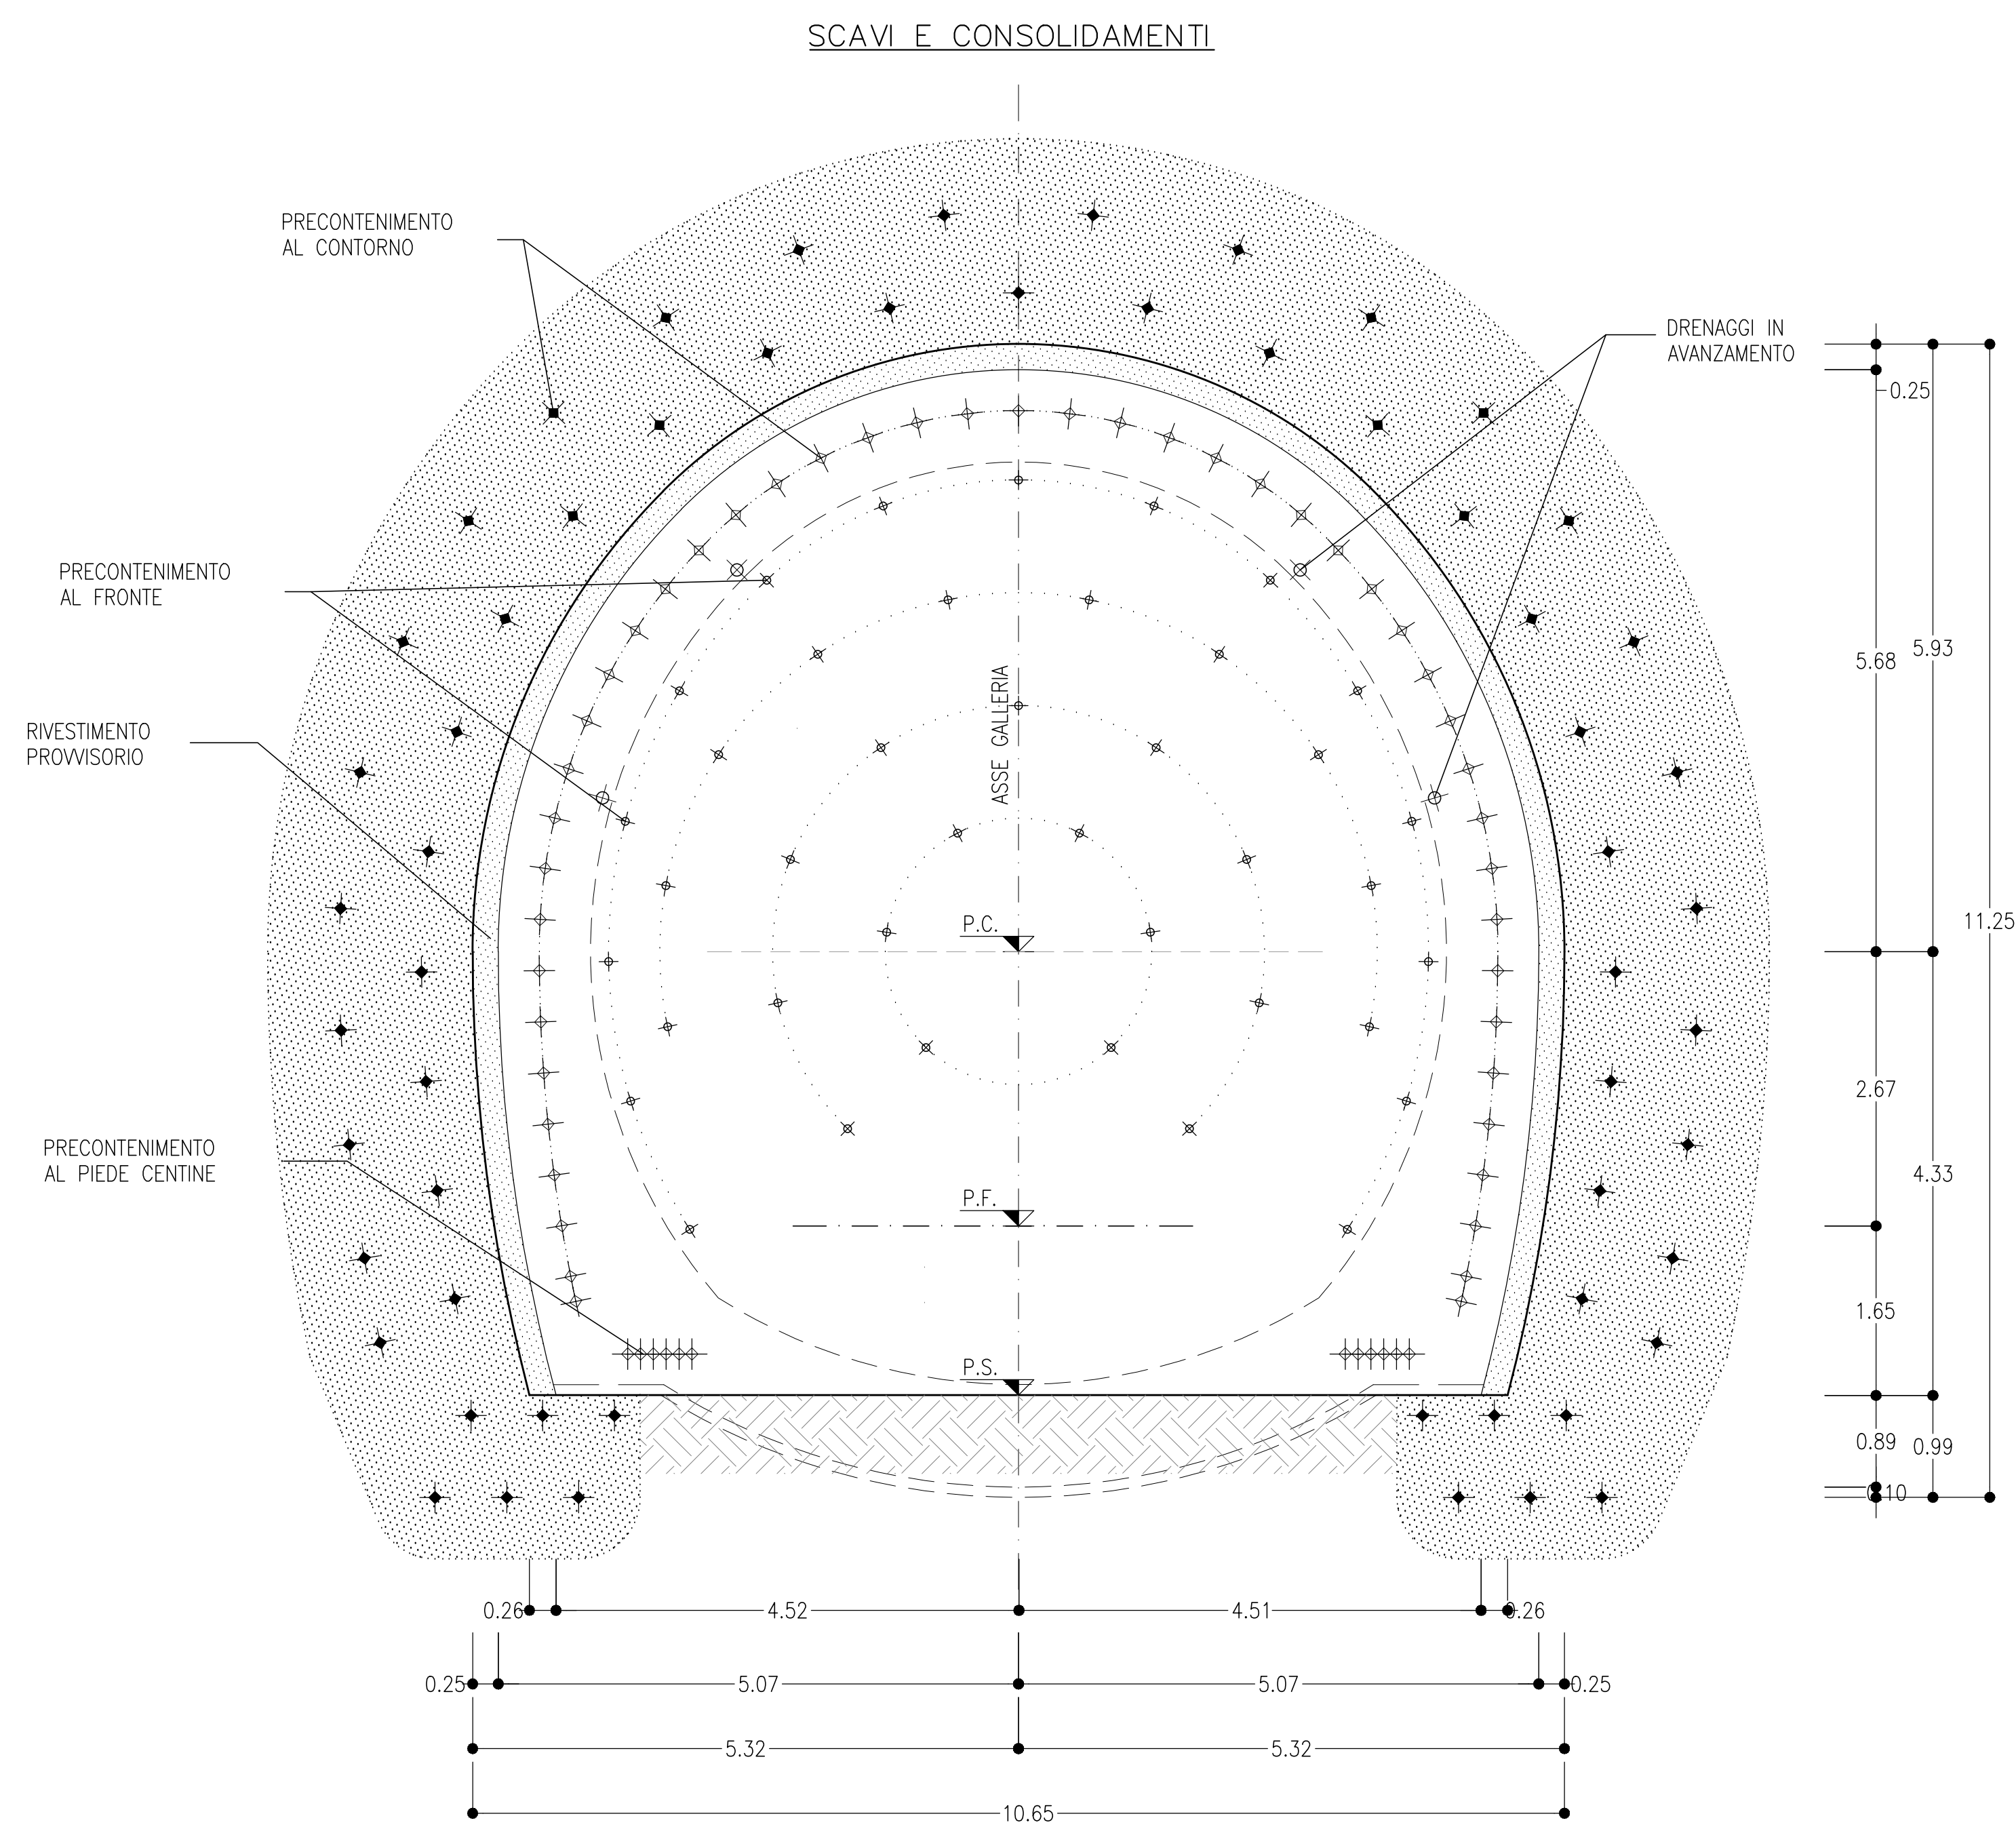 SCAVI E CONSOLIDAMENTI
PRECONTENIMENTO
AL CONTORNO
DRENAGGI IN
AVANZAMENTO
0.25
PRECONTENIMENTO
AL FRONTE
5.68
5.93
ASSE GALLERIA
RIVESTIMENTO
PROVVISORIO
P.C.
11.25
2.67
PRECONTENIMENTO
AL PIEDE CENTINE
4.33
P.F.
1.65
P.S.
0.89
0.99
0.10
0.26
4.52
4.51
0.26
0.25
5.07
5.07
0.25
5.32
5.32
10.65